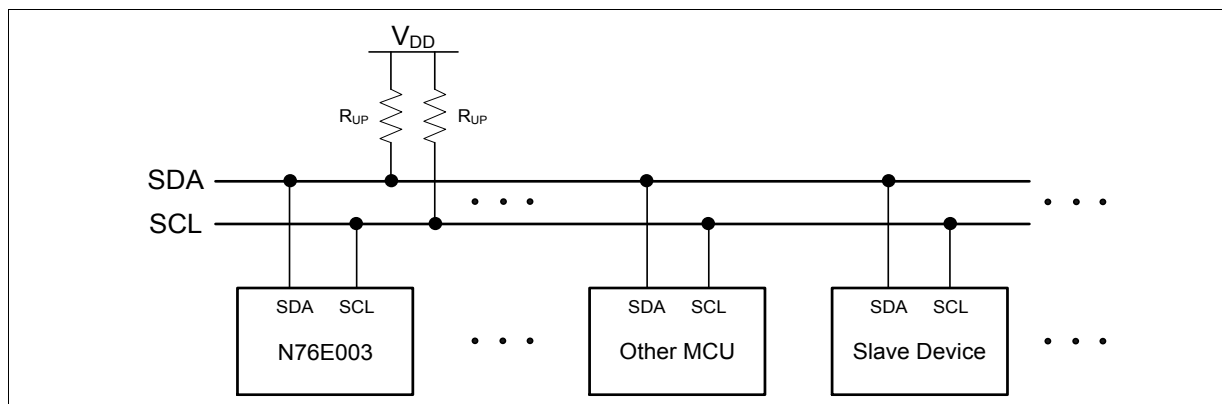 VDD
RUP RUP
SDA
SCL
SDA SCL SDA SCL SDA SCL
N76E003 Other MCU Slave Device